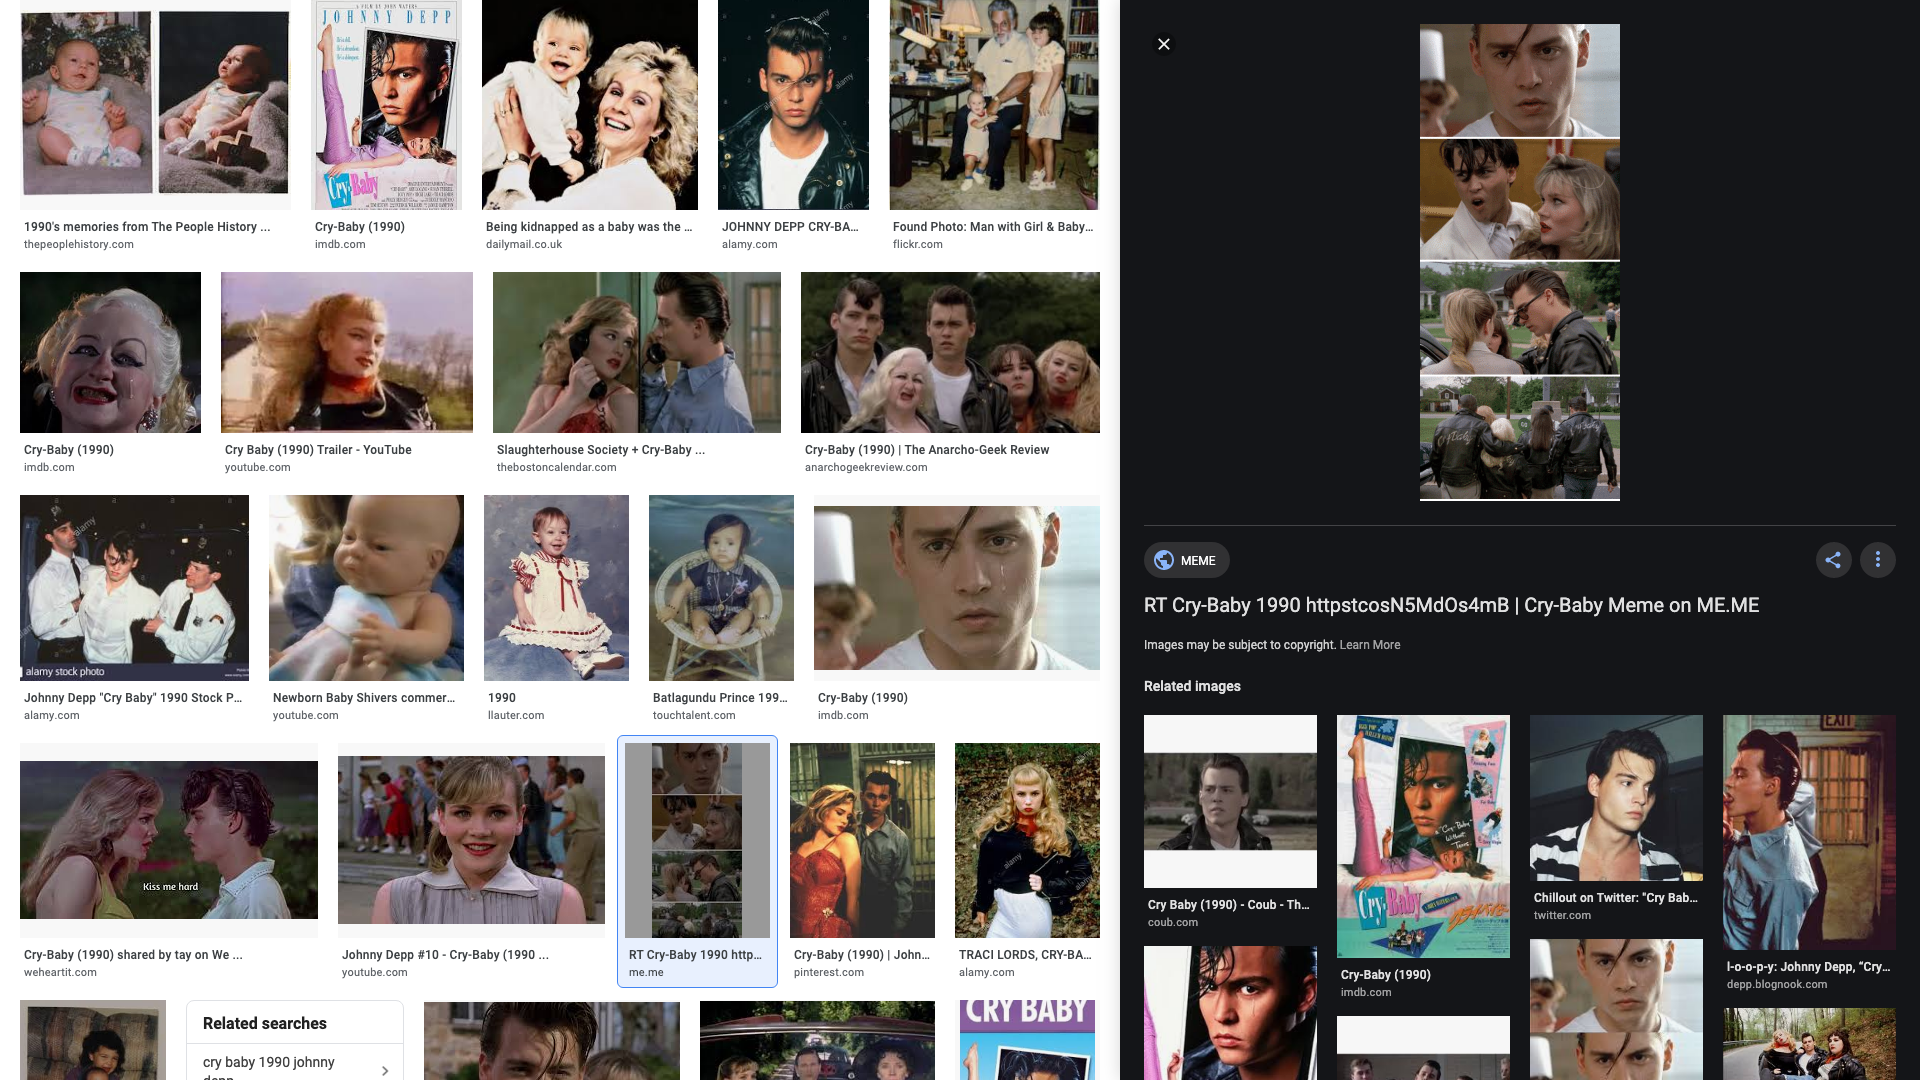 A FILM BY JOHN WATERS
JOHNNY DEPP
Cry-Baby
alamy
1990's memories from The People History ...
thepeoplehistory.com
Cry-Baby (1990)
imdb.com
Being kidnapped as a baby was the ...
dailymail.co.uk
JOHNNY DEPP CRY-BA...
alamy.com
Found Photo: Man with Girl & Baby...
flickr.com
Cry-Baby (1990)
imdb.com
Cry Baby (1990) Trailer - YouTube
youtube.com
Slaughterhouse Society + Cry-Baby ...
thebostoncalendar.com
Cry-Baby (1990) | The Anarcho-Geek Review
anarchogeekreview.com
alamy
alamy stock photo
Johnny Depp "Cry Baby" 1990 Stock P...
alamy.com
Newborn Baby Shivers commer...
youtube.com
1990
llauter.com
Batlagundu Prince 199...
touchtalent.com
Cry-Baby (1990)
imdb.com
Kiss me hard
Cry-Baby (1990) shared by tay on We ...
weheartit.com
Johnny Depp #10 - Cry-Baby (1990 ...
youtube.com
RT Cry-Baby 1990 http...
me.me
Cry-Baby (1990) | John...
pinterest.com
alamy
TRACI LORDS, CRY-BA...
alamy.com
Related searches
cry baby 1990 johnny
CRY BABY
MEME
RT Cry-Baby 1990 httpstcosN5MdOs4mB | Cry-Baby Meme on ME.ME
Images may be subject to copyright. Learn More
Related images
Cry Baby (1990) - Coub - Th...
coub.com
Cry-Baby
Cry-Baby (1990)
imdb.com
Chillout on Twitter: "Cry Bab...
twitter.com
EXIT
l-o-o-p-y: Johnny Depp, “Cry...
depp.blognook.com